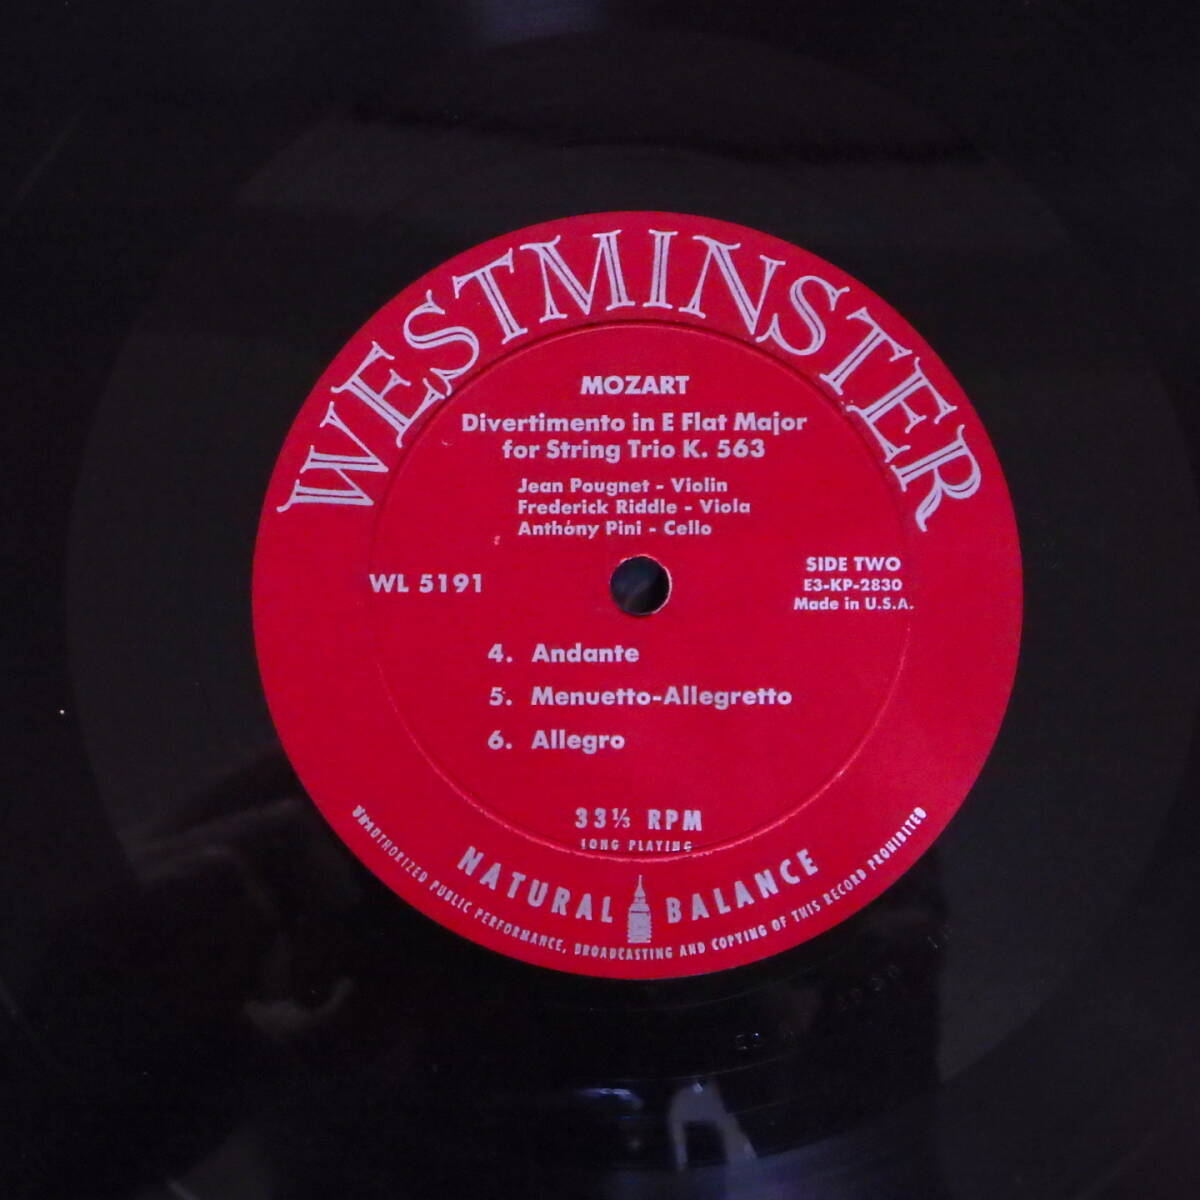 WESTMINSTER
MOZART
Divertimento in E Flat Major
for String Trio K. 563
Jean Pougnet - Violin
Frederick Riddle - Viola
Anthony Pini - Cello
WL 5191
SIDE TWO
E3-KP-2830
Made in U.S.A.
4. Andante
5. Menuetto-Allegretto
6. Allegro
33⅓ RPM
LONG PLAYING
NATURAL BALANCE
UNAUTHORIZED PUBLIC PERFORMANCE, BROADCASTING AND COPYING OF THIS RECORD PROHIBITED